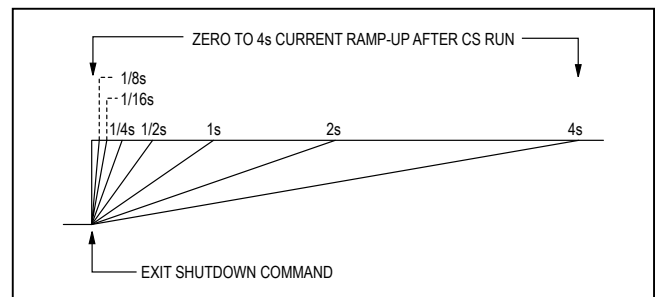 ZERO TO 4s CURRENT RAMP-UP AFTER CS RUN
1/8s
1/16s
1/4s 1/2s 1s 2s 4s
EXIT SHUTDOWN COMMAND